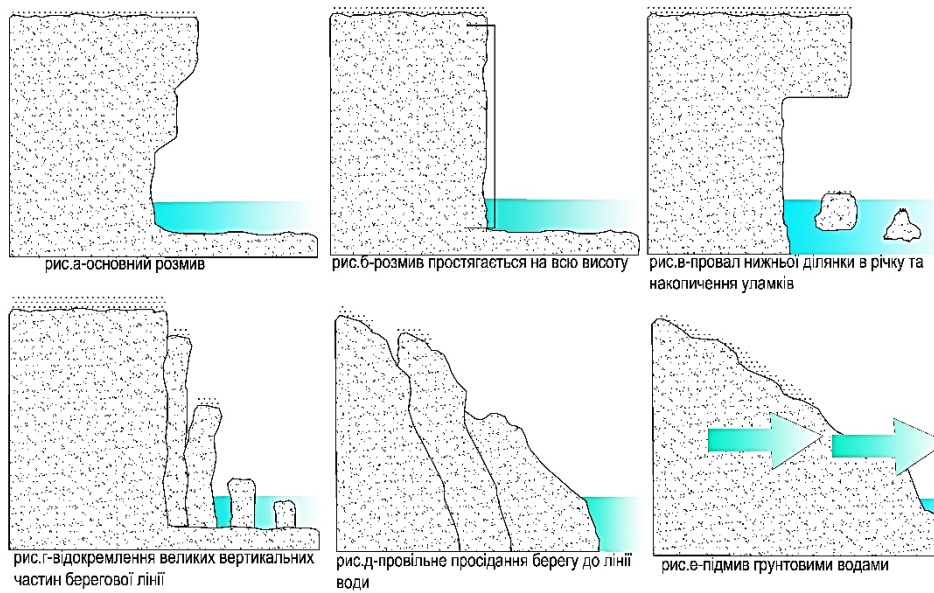 рис.а-основний розмив
рис.б-розмив простягається на всю висоту
рис.в-провал нижньої ділянки в річку та
накопичення уламків
рис.г-відокремлення великих вертикальних
частин берегової лінії
рис.д-провільне просідання берегу до лінії
води
рис.е-підмив ґрунтовими водами